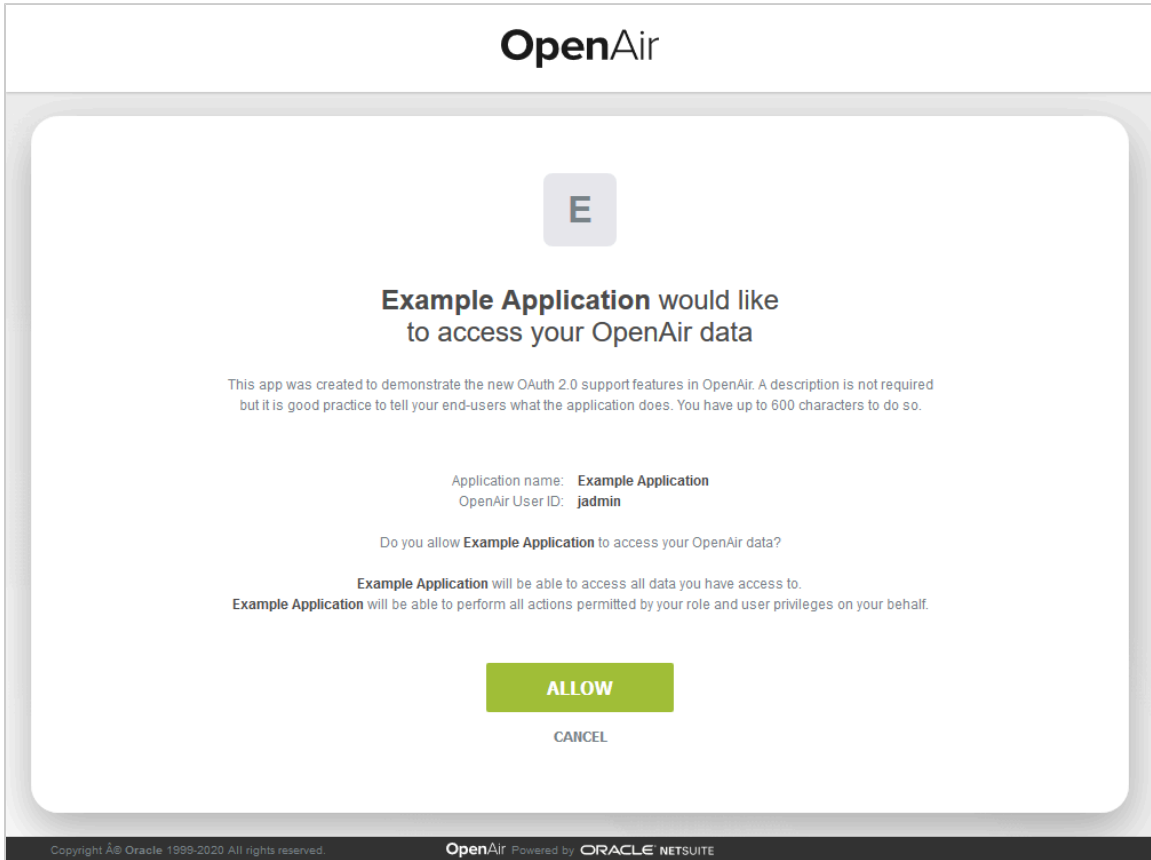 OpenAir
E
Example Application would like
to access your OpenAir data
This app was created to demonstrate the new OAuth 2.0 support features in OpenAir. A description is not required
but it is good practice to tell your end-users what the application does. You have up to 600 characters to do so.
Application name: Example Application
OpenAir User ID: jadmin
Do you allow Example Application to access your OpenAir data?
Example Application will be able to access all data you have access to.
Example Application will be able to perform all actions permitted by your role and user privileges on your behalf.
ALLOW
CANCEL
Copyright Â® Oracle 1999-2020 All rights reserved. OpenAir Powered by ORACLE® NETSUITE